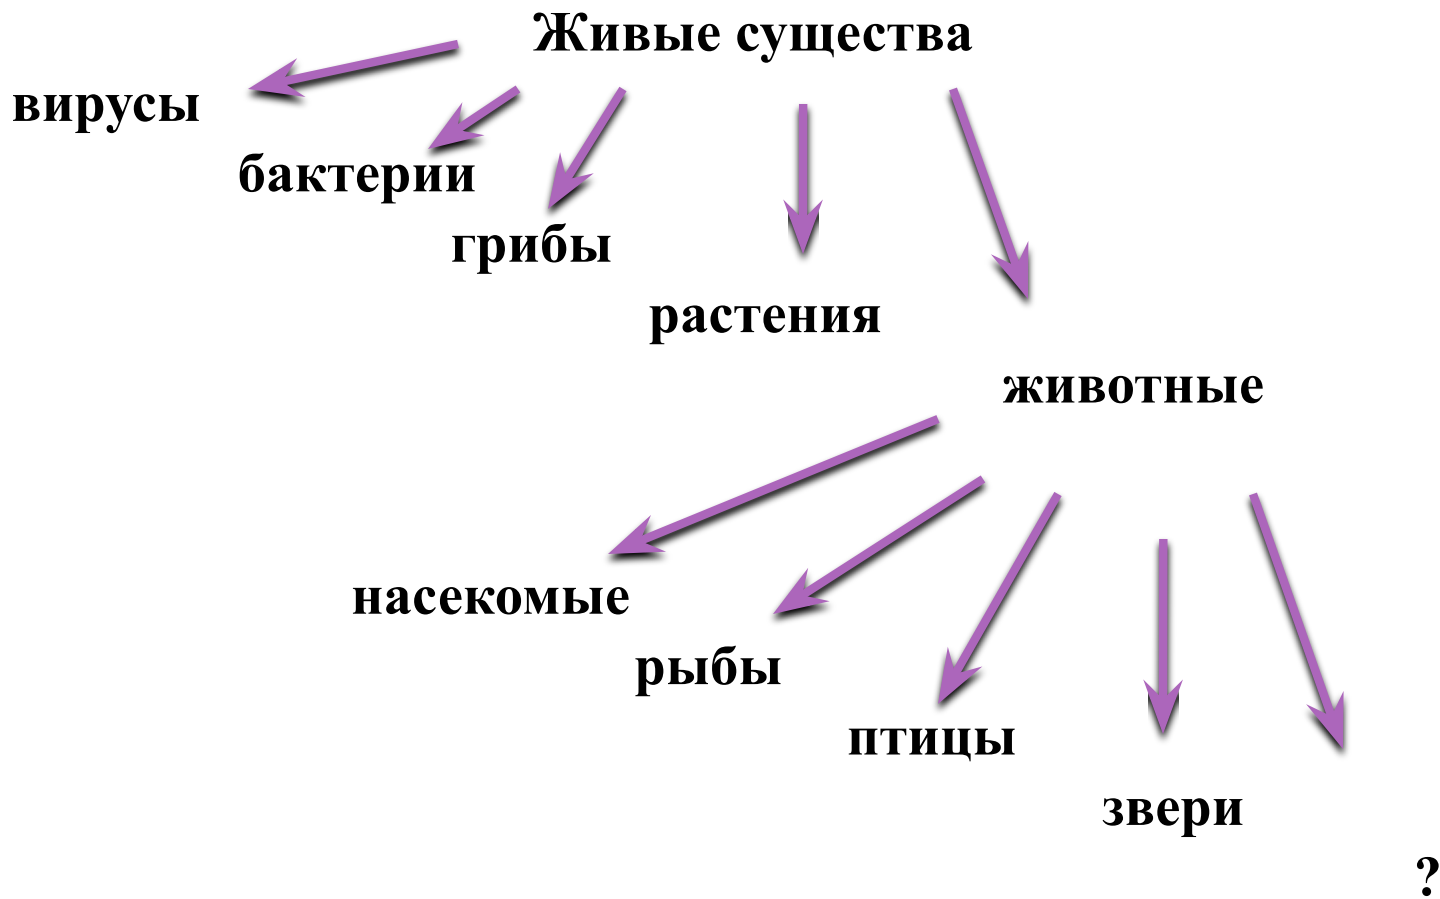 Живые существа
вирусы
бактерии
грибы
растения
животные
насекомые
рыбы
птицы
звери
?